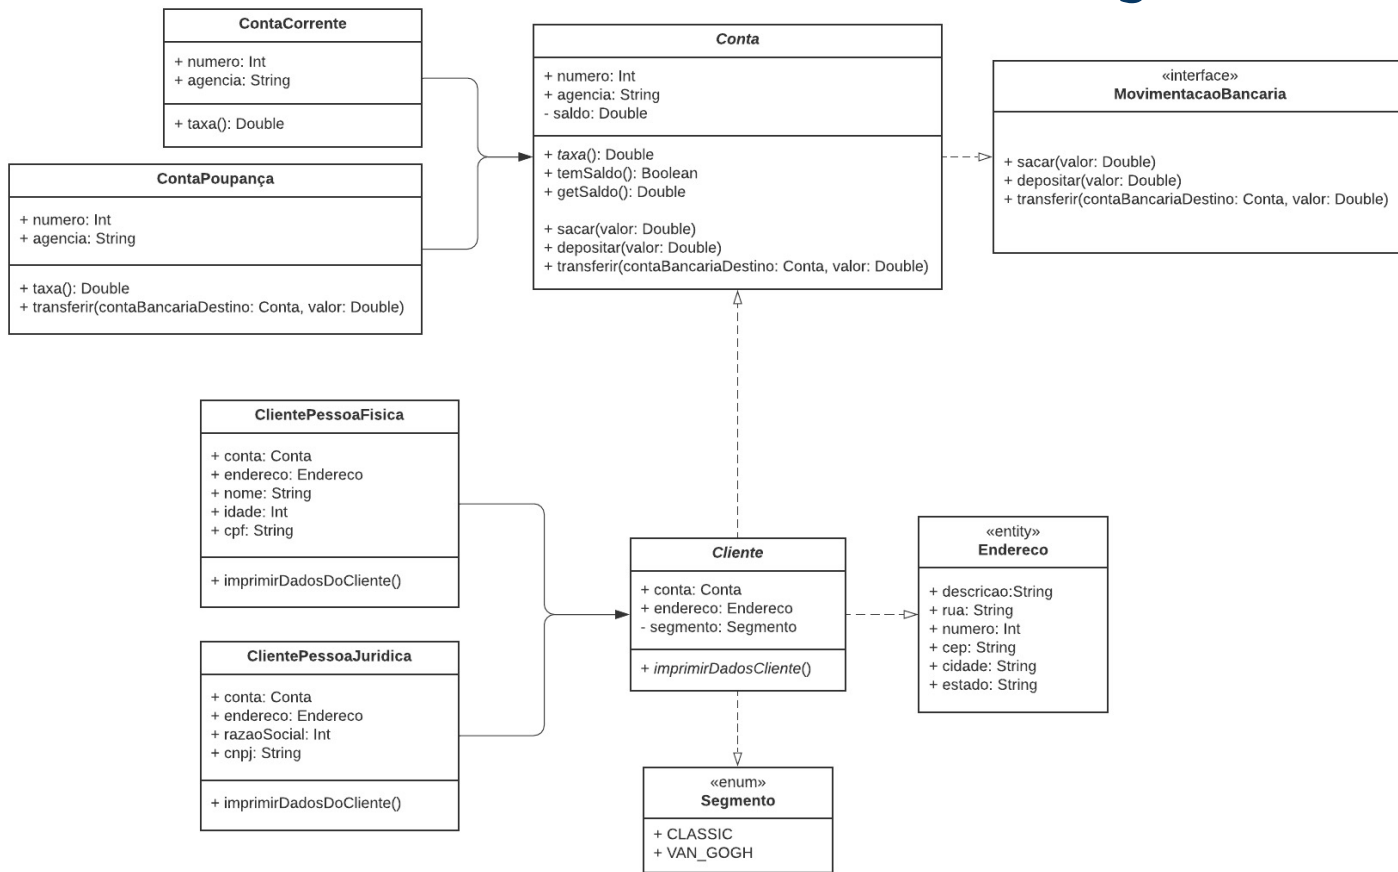 ContaCorrente
+ numero: Int
+ agencia: String
+ taxa(): Double
ContaPoupança
+ numero: Int
+ agencia: String
+ taxa(): Double
+ transferir(contaBancariaDestino: Conta, valor: Double)
Conta
+ numero: Int
+ agencia: String
- saldo: Double
+ taxa(): Double
+ temSaldo(): Boolean
+ getSaldo(): Double
+ sacar(valor: Double)
+ depositar(valor: Double)
+ transferir(contaBancariaDestino: Conta, valor: Double)
«interface»
MovimentacaoBancaria
+ sacar(valor: Double)
+ depositar(valor: Double)
+ transferir(contaBancariaDestino: Conta, valor: Double)
ClientePessoaFisica
+ conta: Conta
+ endereco: Endereco
+ nome: String
+ idade: Int
+ cpf: String
+ imprimirDadosDoCliente()
ClientePessoaJuridica
+ conta: Conta
+ endereco: Endereco
+ razaoSocial: Int
+ cnpj: String
+ imprimirDadosDoCliente()
Cliente
+ conta: Conta
+ endereco: Endereco
- segmento: Segmento
+ imprimirDadosCliente()
«entity»
Endereco
+ descricao:String
+ rua: String
+ numero: Int
+ cep: String
+ cidade: String
+ estado: String
«enum»
Segmento
+ CLASSIC
+ VAN_GOGH